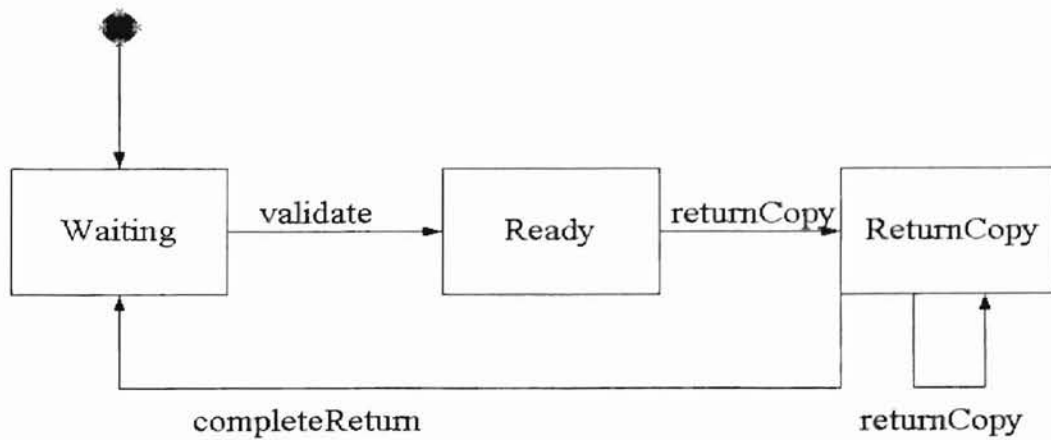 validate
returnCopy
Waiting
Ready
ReturnCopy
completeReturn
returnCopy